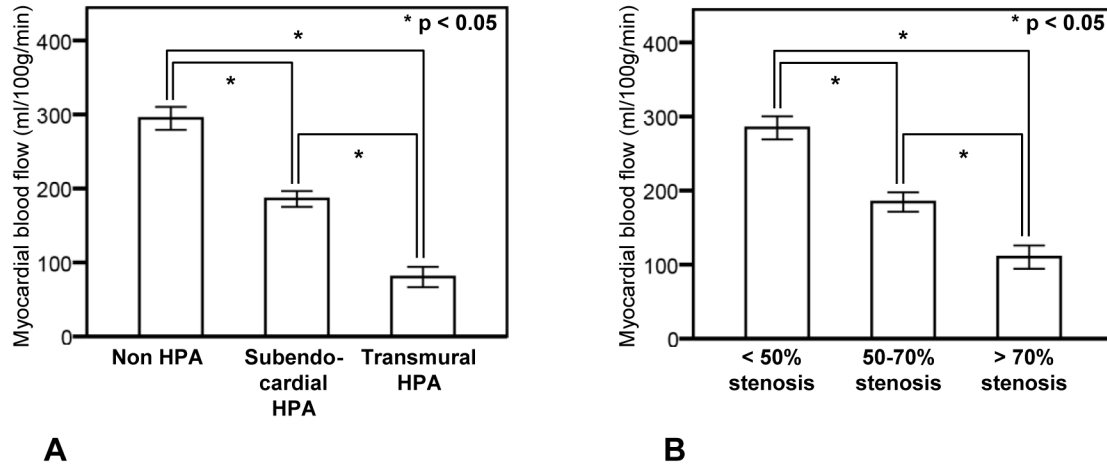 Myocardial blood flow (ml/100g/min)
* p < 0.05
400
300
200
100
0
*
*
*
Non HPA
Subendo-
cardial
HPA
Transmural
HPA
A
Myocardial blood flow (ml/100g/min)
* p < 0.05
400
300
200
100
0
*
*
*
< 50%
stenosis
50-70%
stenosis
> 70%
stenosis
B